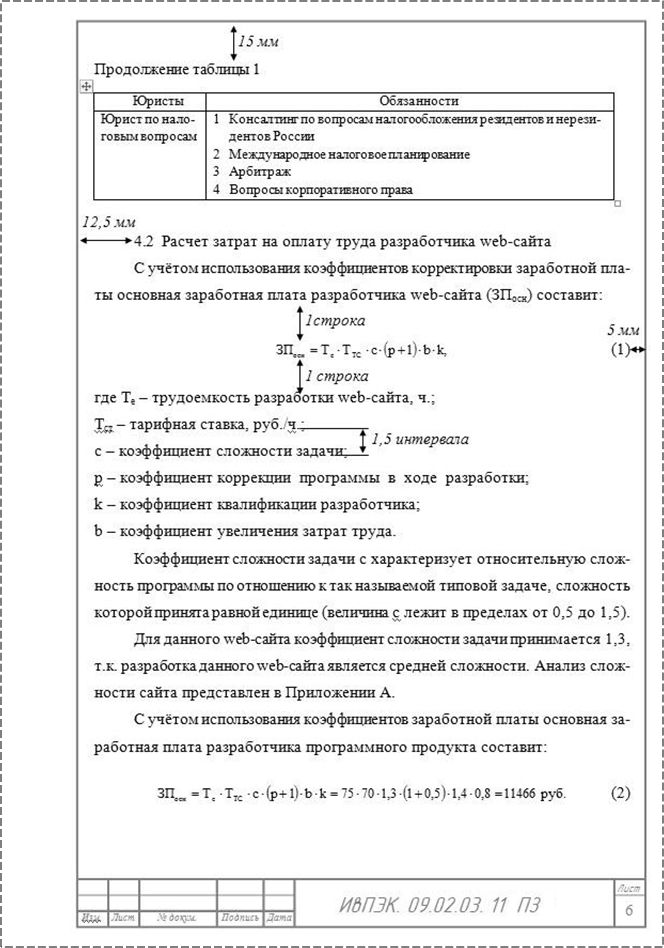 15 мм
Продолжение таблицы 1
Юристы Обязанности
Юрист по нало- 1 Консалтинг по вопросам налогообложения резидентов и нерези-
говым вопросам дентов России
2 Международное налоговое планирование
3 Арбитраж
4 Вопросы корпоративного права
12,5 мм
4.2 Расчет затрат на оплату труда разработчика web-сайта
С учётом использования коэффициентов корректировки заработной пла-
ты основная заработная плата разработчика web-сайта (ЗПосн) составит:
1строка
5 мм
ЗПосн = Те · ТТС · c · (p+1) · b · k, (1)
1 строка
где Те – трудоемкость разработки web-сайта, ч.;
Тст – тарифная ставка, руб./ч.;
1,5 интервала
с – коэффициент сложности задачи;
p – коэффициент коррекции программы в ходе разработки;
k – коэффициент квалификации разработчика;
b – коэффициент увеличения затрат труда.
Коэффициент сложности задачи с характеризует относительную слож-
ность программы по отношению к так называемой типовой задаче, сложность
которой принята равной единице (величина с лежит в пределах от 0,5 до 1,5).
Для данного web-сайта коэффициент сложности задачи принимается 1,3,
т.к. разработка данного web-сайта является средней сложности. Анализ слож-
ности сайта представлен в Приложении А.
С учётом использования коэффициентов заработной платы основная за-
работная плата разработчика программного продукта составит:
ЗПосн = Те · ТТС · c · (p+1) · b · k = 75 · 70 · 1,3 · (1+0,5) · 1,4 · 0,8 = 11466 руб. (2)
ИвПЭК. 09.02.03. 11 ПЗ
Лист
6
Изм. Лист № докум. Подпись Дата